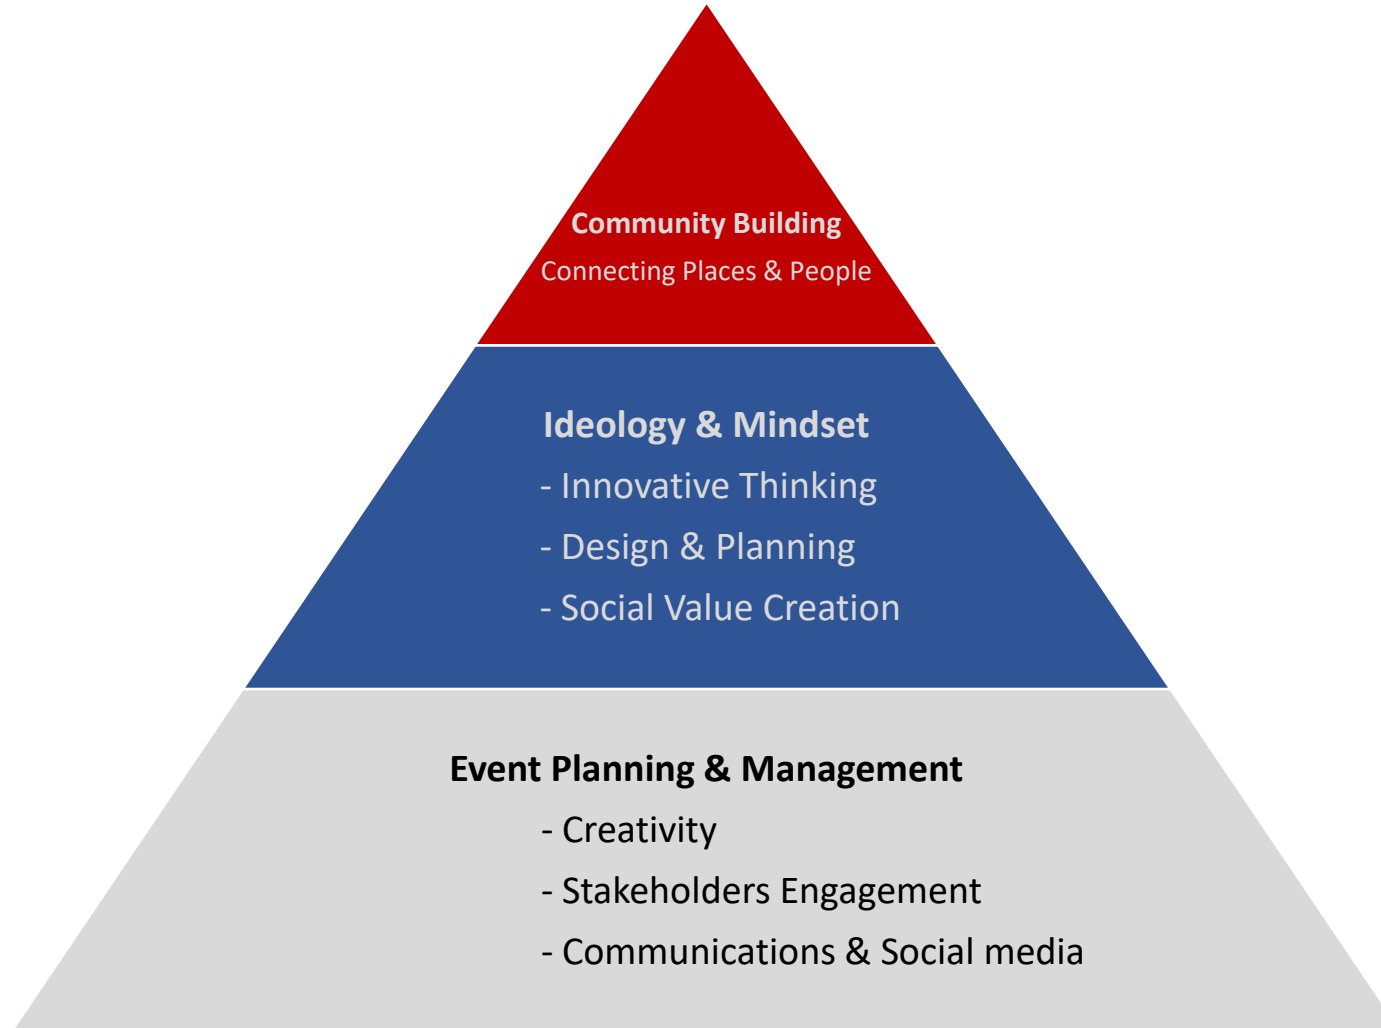 Community Building
Connecting Places & People
Ideology & Mindset
- Innovative Thinking
- Design & Planning
- Social Value Creation
Event Planning & Management
- Creativity
- Stakeholders Engagement
- Communications & Social media